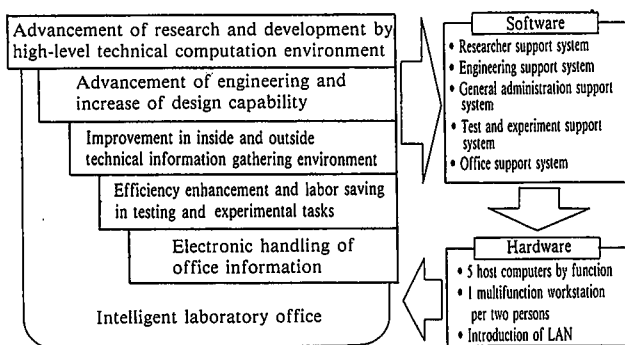 Advancement of research and development by
high-level technical computation environment
Advancement of engineering and
increase of design capability
Improvement in inside and outside
technical information gathering environment
Efficiency enhancement and labor saving
in testing and experimental tasks
Electronic handling of
office information
Intelligent laboratory office
Software
• Researcher support system
• Engineering support system
• General administration support
system
• Test and experiment support
system
• Office support system
Hardware
• 5 host computers by function
• 1 multifunction workstation
per two persons
• Introduction of LAN